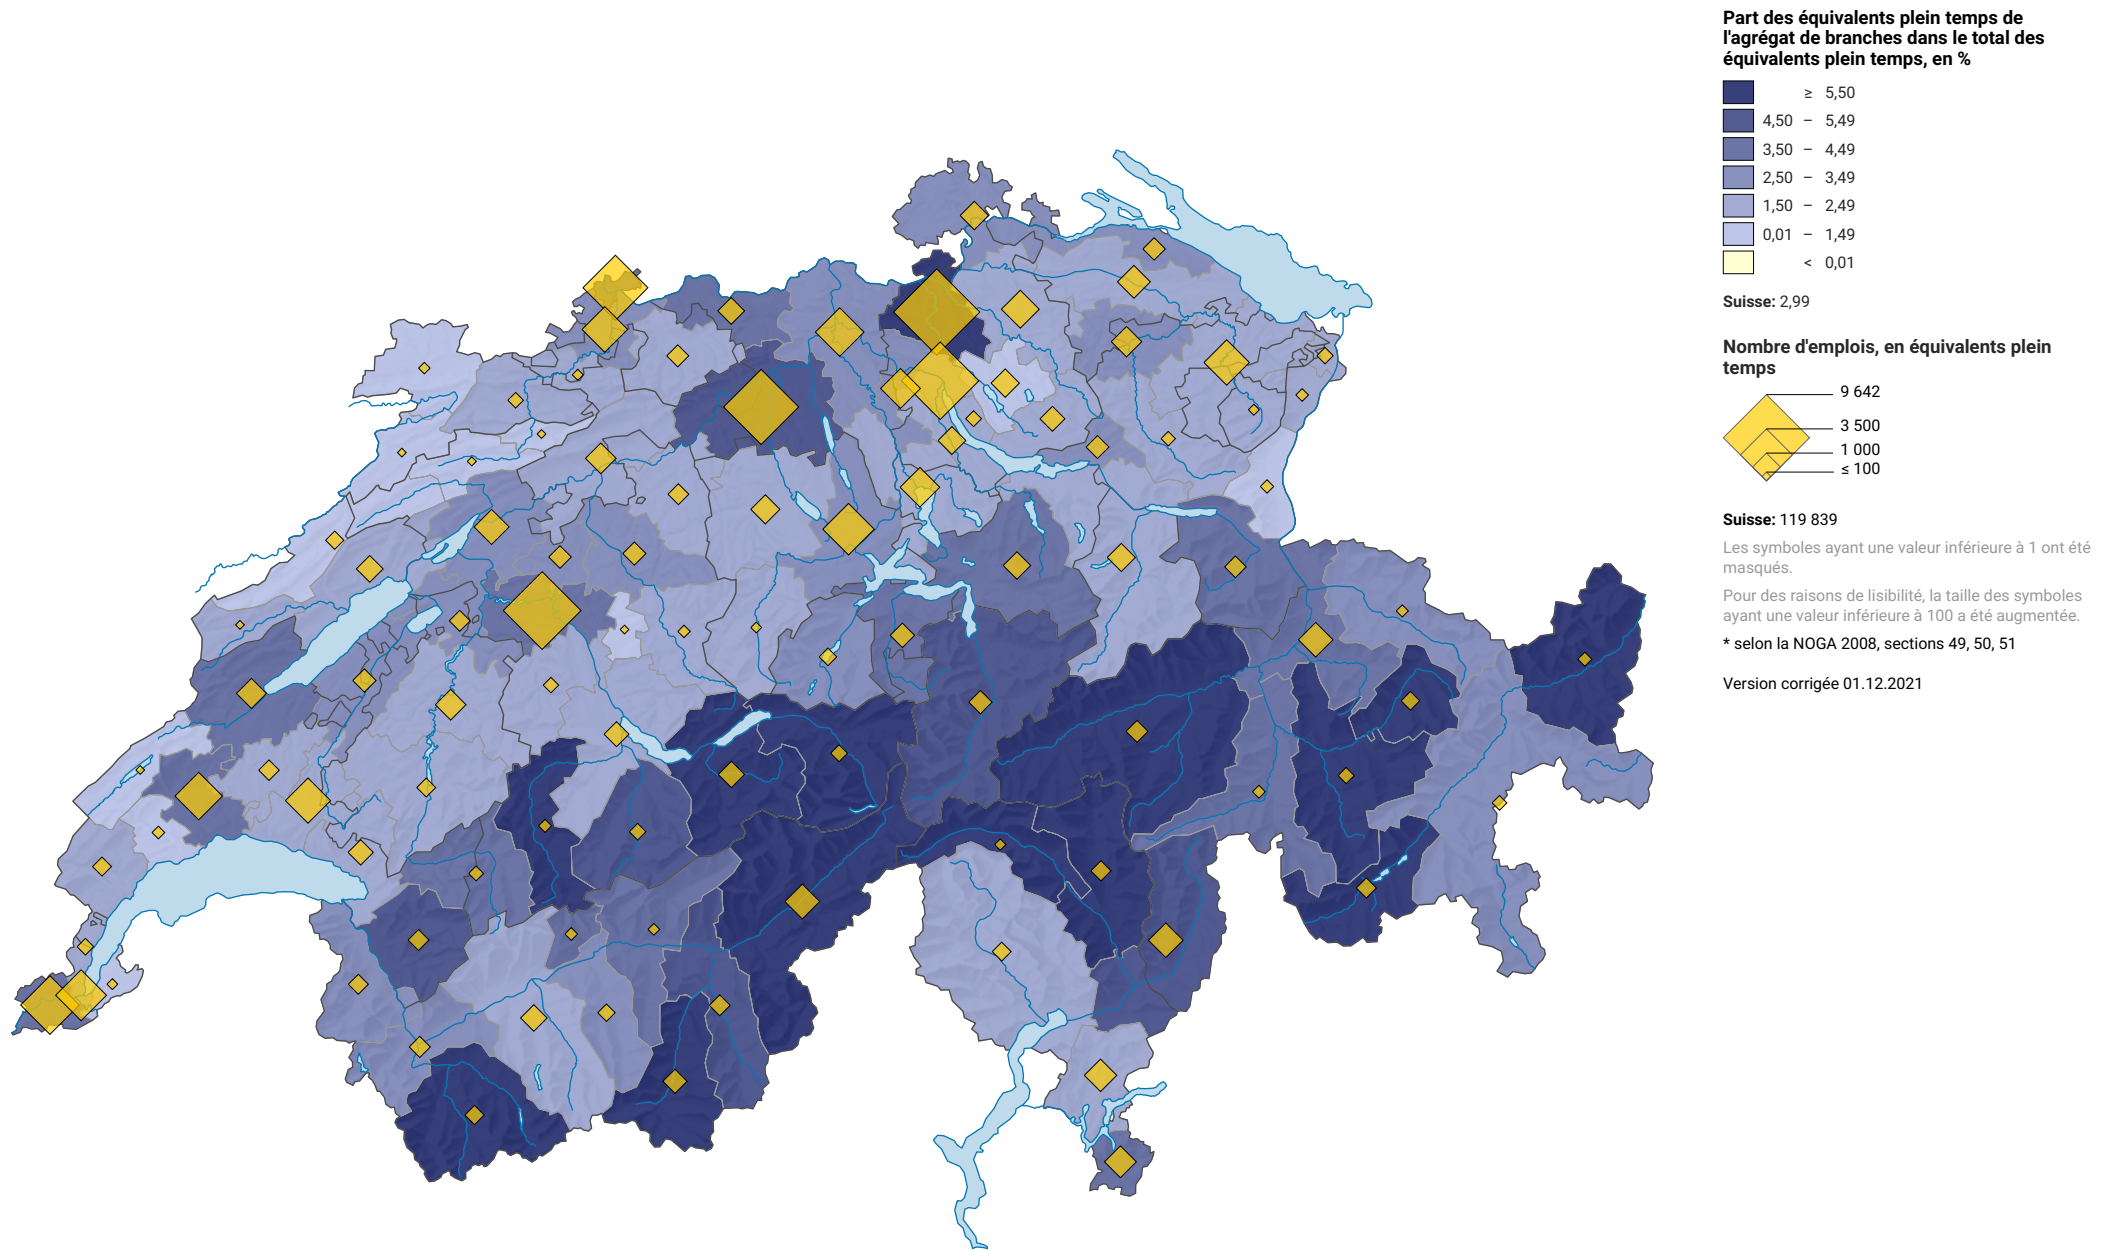 Part des équivalents plein temps de
l'agrégat de branches dans le total des
équivalents plein temps, en %
≥ 5,50
4,50 – 5,49
3,50 – 4,49
2,50 – 3,49
1,50 – 2,49
0,01 – 1,49
< 0,01
Suisse: 2,99
Nombre d'emplois, en équivalents plein
temps
9 642
3 500
1 000
≤ 100
Suisse: 119 839
Les symboles ayant une valeur inférieure à 1 ont été
masqués.
Pour des raisons de lisibilité, la taille des symboles
ayant une valeur inférieure à 100 a été augmentée.
* selon la NOGA 2008, sections 49, 50, 51
Version corrigée 01.12.2021